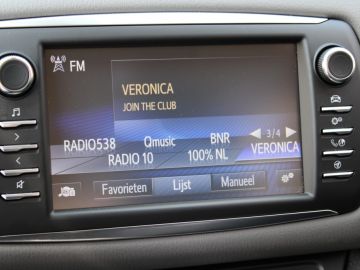 FM
VERONICA
JOIN THE CLUB
3/4
RADIO538 Qmusic BNR
RADIO 10 100% NL VERONICA
Favorieten Lijst Manueel